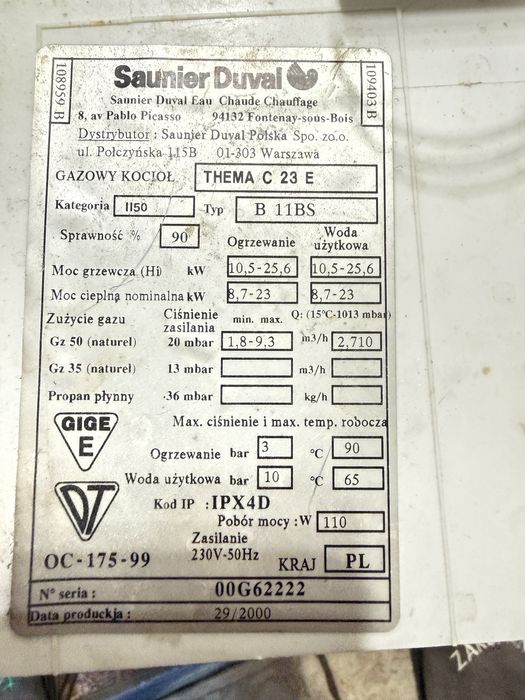 108959 B
109403 B
Saunier Duval
Saunier Duval Eau Chaude Chauffage
8, av Pablo Picasso 94132 Fontenay-sous-Bois
Dystrybutor : Saunier Duval Polska Spo. zo.o.
ul. Połczyńska 115B 01-303 Warszawa
GAZOWY KOCIOŁ THEMA C 23 E
Kategoria II50 Typ B 11BS
Sprawność % 90
Ogrzewanie Woda użytkowa
Moc grzewcza (Hi) kW 10,5-25,6 10,5-25,6
Moc cieplna nominalna kW 8,7-23 8,7-23
Zużycie gazu Ciśnienie zasilania min. max. Q: (15°C-1013 mbar)
Gz 50 (naturel) 20 mbar 1,8-9,3 m3/h 2,710
Gz 35 (naturel) 13 mbar m3/h
Propan płynny 36 mbar kg/h
GIGE
E
Max. ciśnienie i max. temp. robocza
Ogrzewanie bar 3 °C 90
Woda użytkowa bar 10 °C 65
DT
Kod IP : IPX4D
Pobór mocy : W 110
Zasilanie
230V-50Hz
OC-175-99
KRAJ PL
N° seria : 00G62222
Data produckja : 29/2000